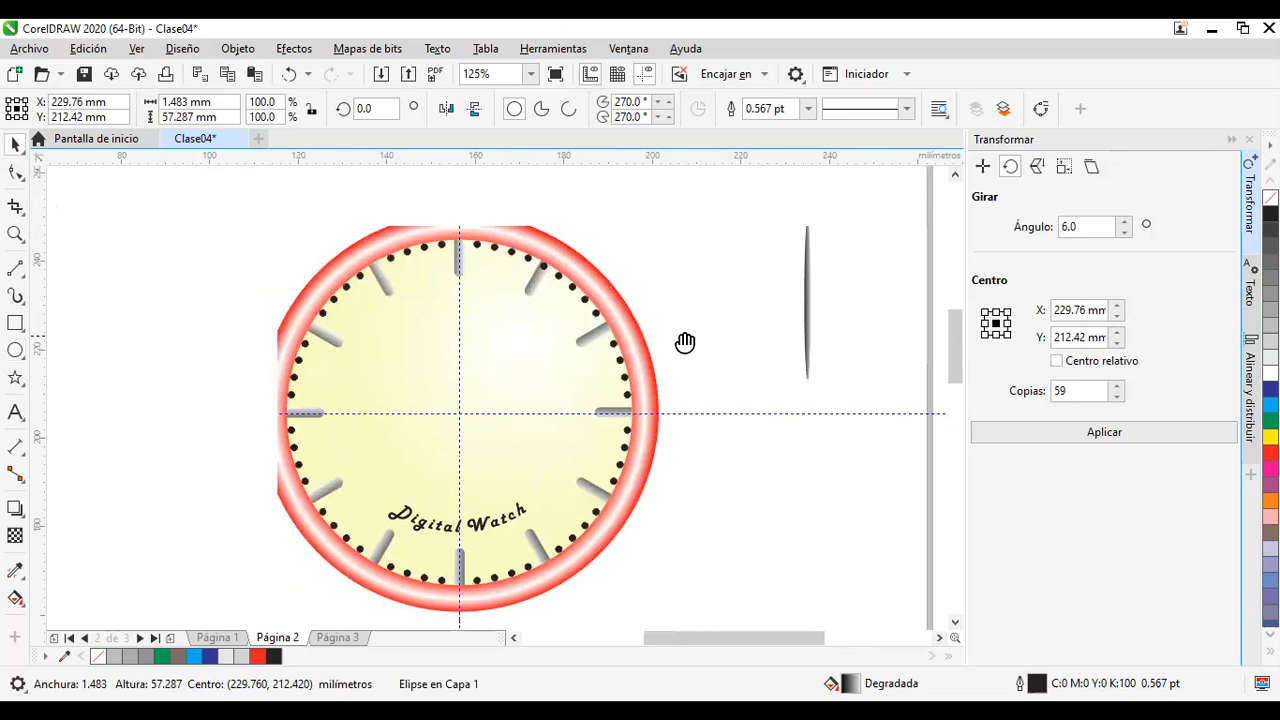 CorelDRAW 2020 (64-Bit) - Clase04*
Archivo Edición Ver Diseño Objeto Efectos Mapas de bits Texto Tabla Herramientas Ventana Ayuda
PDF 125% Encajar en Iniciador
X: 229.76 mm 1.483 mm 100.0 % 0.0 270.0 ° 0.567 pt
Y: 212.42 mm 57.287 mm 100.0 % 270.0 °
Pantalla de inicio Clase04*
80 100 120 140 160 180 200 220 240 milímetros
260
240
220
200
180
Digital Watch
Transformar
Girar
Ángulo: 6.0
Centro
X: 229.76 mm
Y: 212.42 mm
Centro relativo
Copias: 59
Aplicar
Transformar
Texto
Alinear y distribuir
2 de 3 Página 1 Página 2 Página 3
Anchura: 1.483 Altura: 57.287 Centro: (229.760, 212.420) milímetros Elipse en Capa 1 Degradada C:0 M:0 Y:0 K:100 0.567 pt